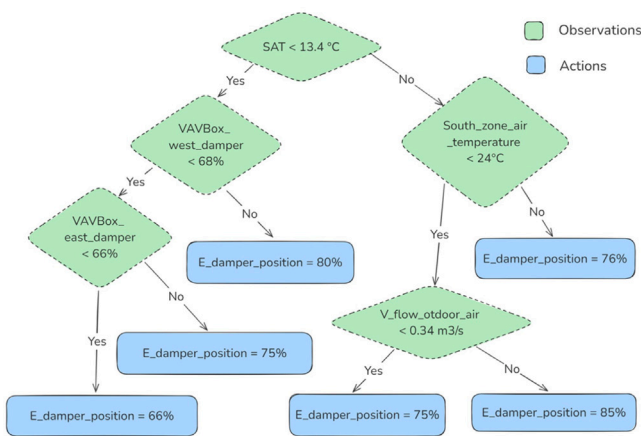 SAT < 13.4 °C
Observations
Actions
Yes
No
VAVBox_
west_damper
< 68%
South_zone_air
_temperature
< 24°C
Yes
No
VAVBox_
east_damper
< 66%
E_damper_position = 80%
Yes
No
E_damper_position = 76%
Yes
No
V_flow_otdoor_air
< 0.34 m3/s
E_damper_position = 75%
Yes
No
E_damper_position = 66%
E_damper_position = 75%
E_damper_position = 85%